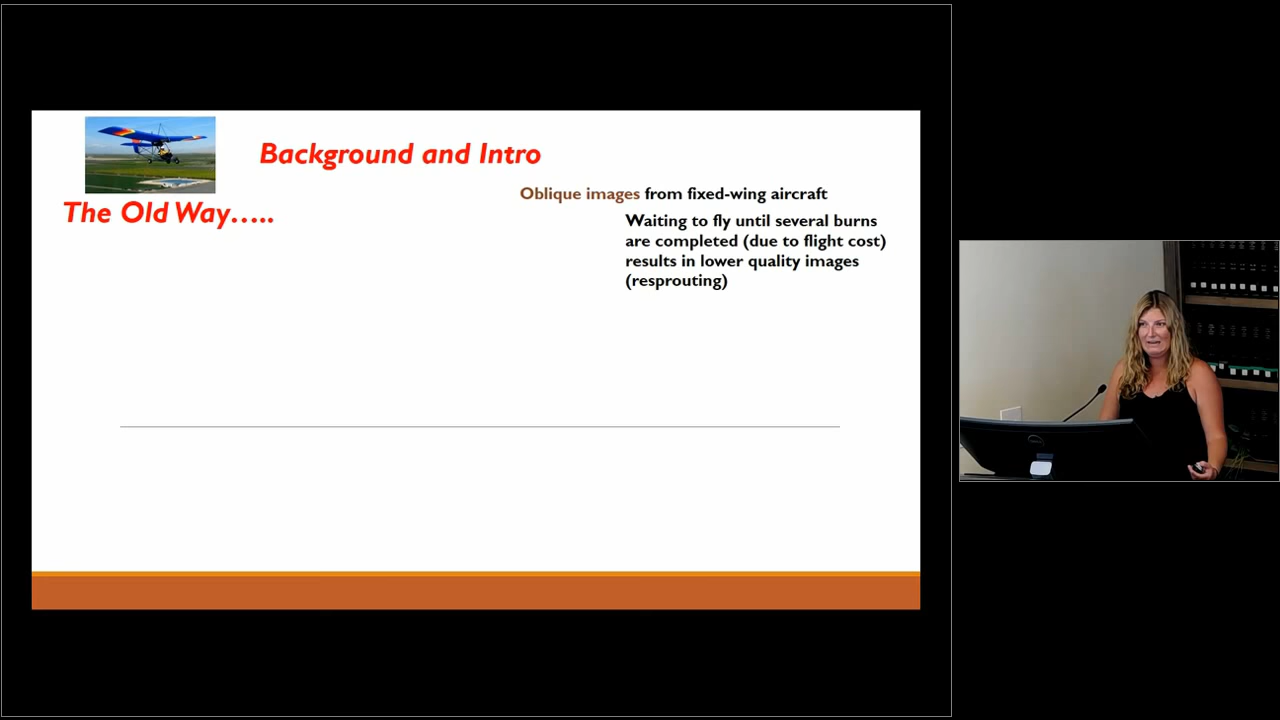 Background and Intro
The Old Way…..
Oblique images from fixed-wing aircraft
Waiting to fly until several burns
are completed (due to flight cost)
results in lower quality images
(resprouting)